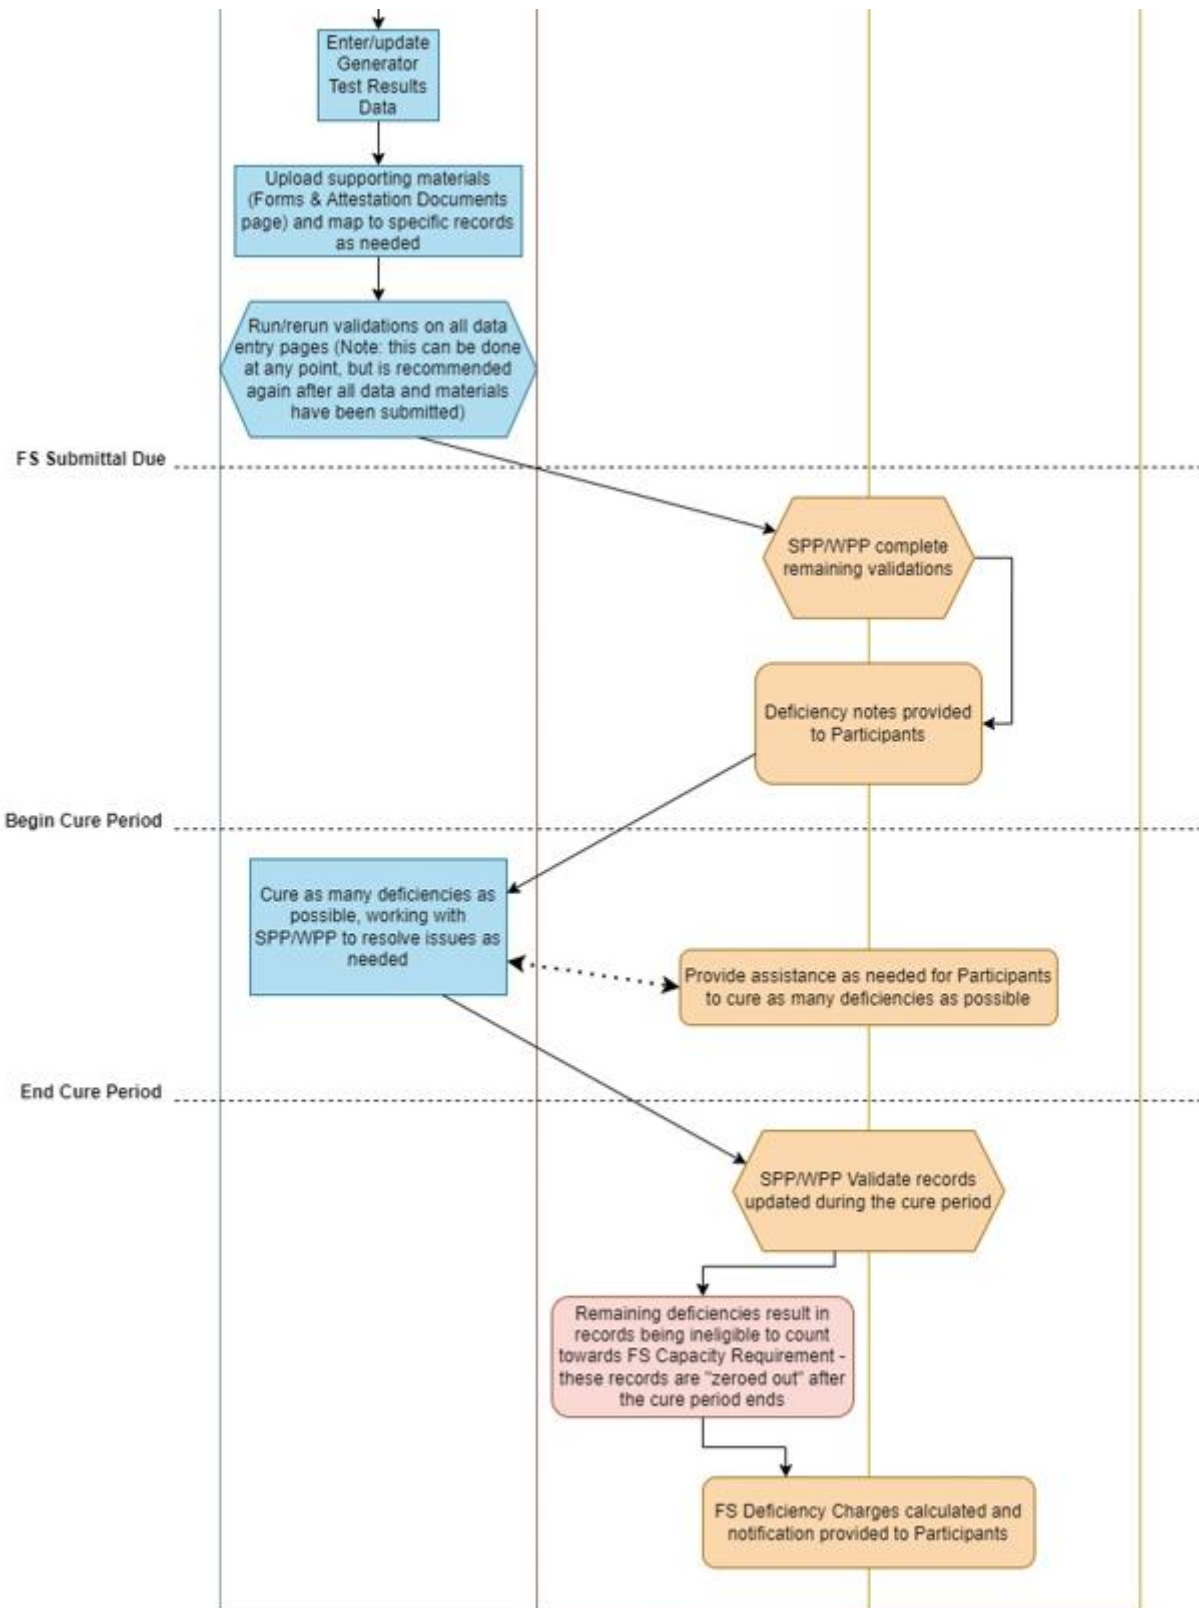 Enter/update
Generator
Test Results
Data
Upload supporting materials
(Forms & Attestation Documents
page) and map to specific records
as needed
Run/rerun validations on all data
entry pages (Note: this can be done
at any point, but is recommended
again after all data and materials
have been submitted)
FS Submittal Due
SPP/WPP complete
remaining validations
Deficiency notes provided
to Participants
Begin Cure Period
Cure as many deficiencies as
possible, working with
SPP/WPP to resolve issues as
needed
Provide assistance as needed for Participants
to cure as many deficiencies as possible
End Cure Period
SPP/WPP Validate records
updated during the cure period
Remaining deficiencies result in
records being ineligible to count
towards FS Capacity Requirement -
these records are "zeroed out" after
the cure period ends
FS Deficiency Charges calculated and
notification provided to Participants